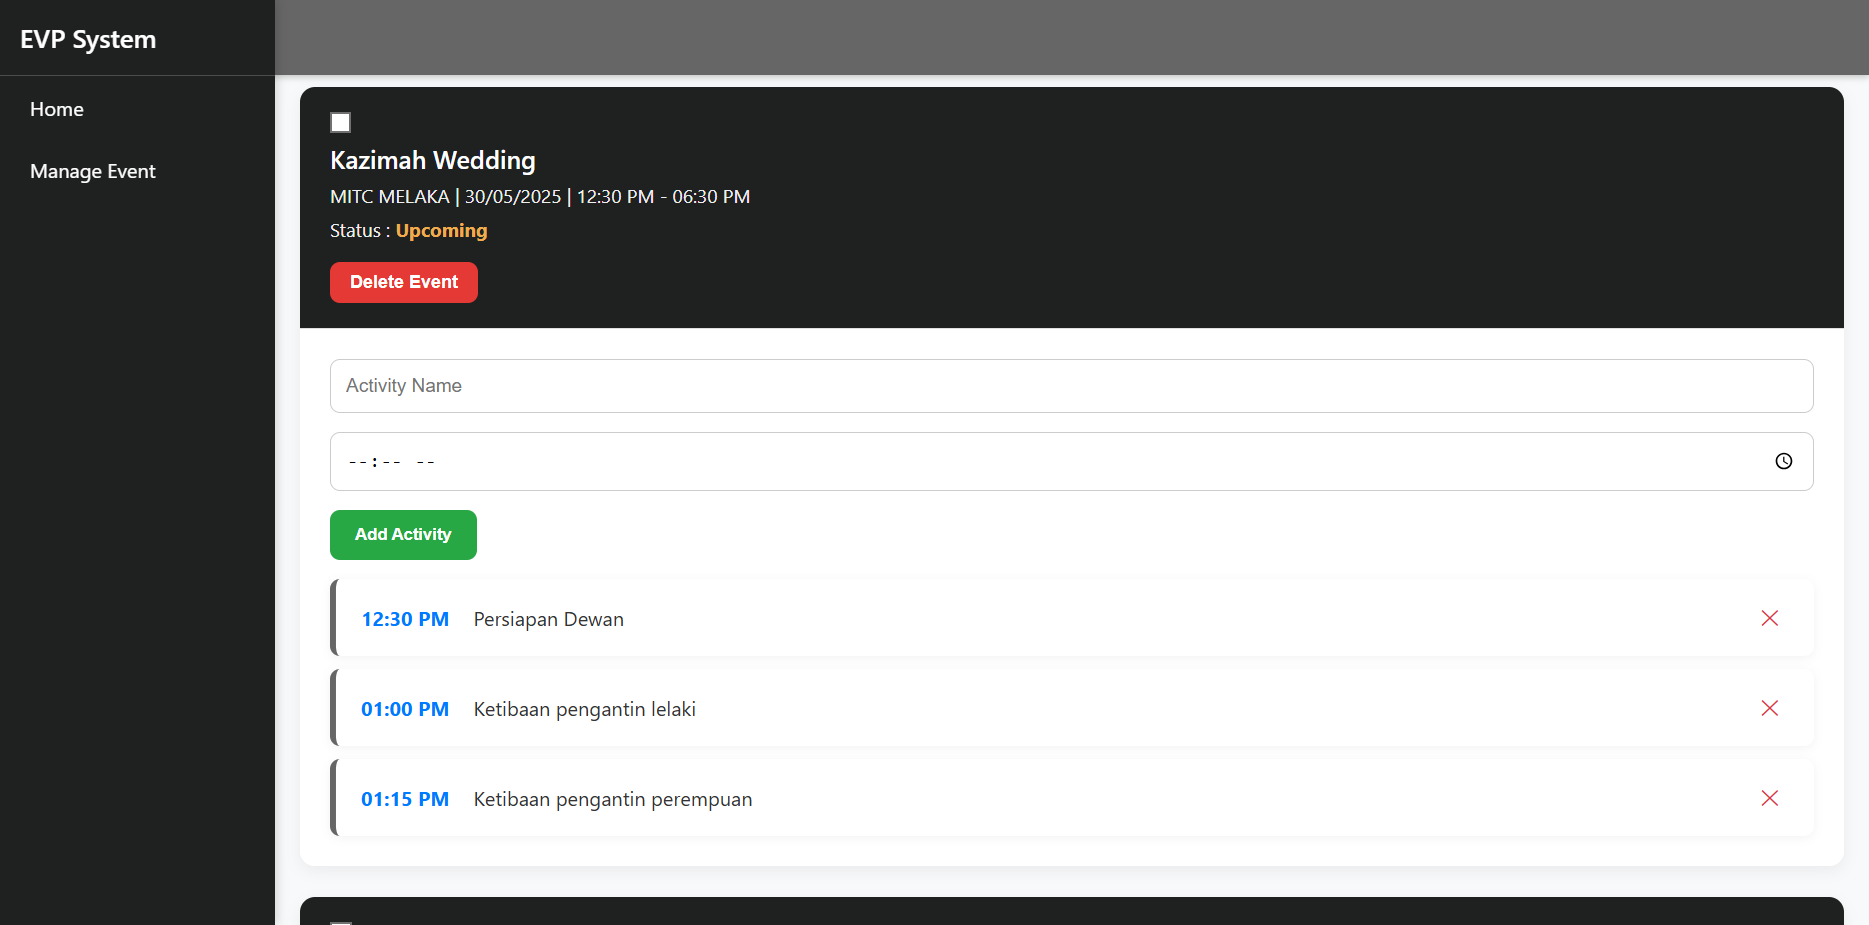 EVP System
Home
Manage Event
Kazimah Wedding
MITC MELAKA | 30/05/2025 | 12:30 PM - 06:30 PM
Status : Upcoming
Delete Event
Activity Name
--:-- --
Add Activity
12:30 PM Persiapan Dewan
01:00 PM Ketibaan pengantin lelaki
01:15 PM Ketibaan pengantin perempuan